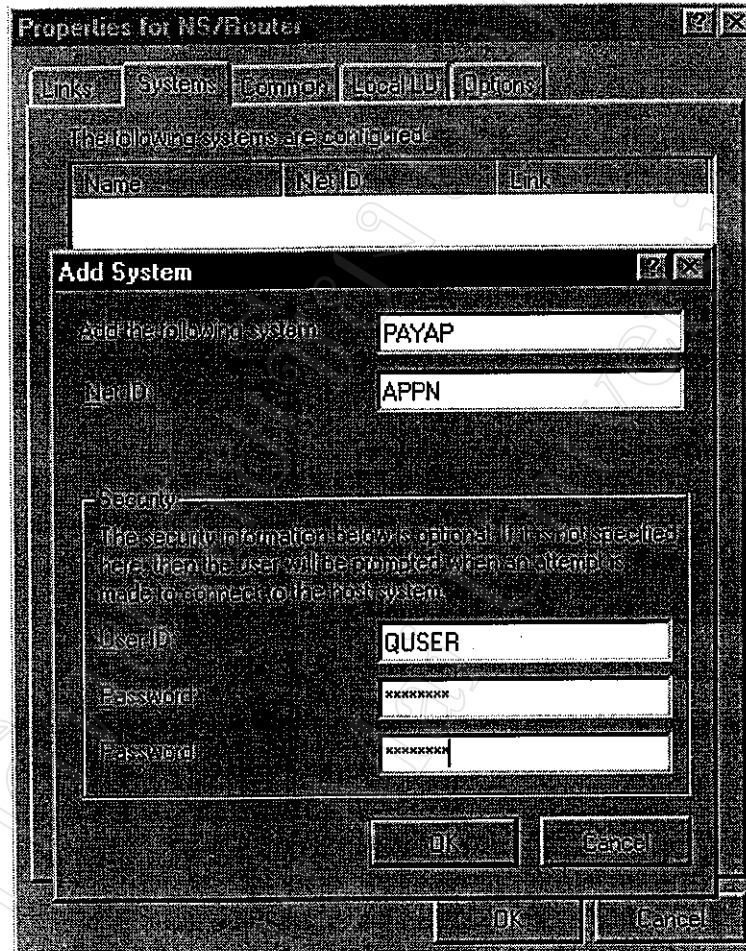 Properties for NS/Router
Links Systems Common Local LU Options
The following systems are configured:
Name Net ID Link
Add System
Add the following system: PAYAP
Net ID: APPN
Security
The security information below is optional. If it is not specified
here, then the user will be prompted when an attempt is
made to connect to the host system.
User ID: QUSER
Password: ********
Password: ********
OK Cancel
OK Cancel